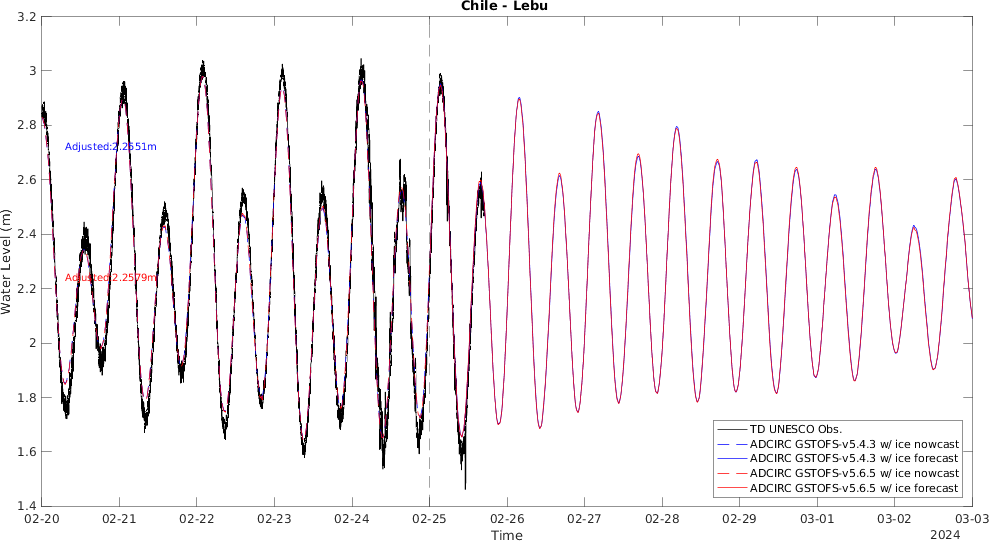 Chile - Lebu
3.2
3
2.8
2.6
2.4
2.2
2
1.8
1.6
1.4
Water Level (m)
Adjusted:2.2551m
Adjusted:2.2579m
TD UNESCO Obs.
ADCIRC GSTOFS-v5.4.3 w/ ice nowcast
ADCIRC GSTOFS-v5.4.3 w/ ice forecast
ADCIRC GSTOFS-v5.6.5 w/ ice nowcast
ADCIRC GSTOFS-v5.6.5 w/ ice forecast
02-20 02-21 02-22 02-23 02-24 02-25 02-26 02-27 02-28 02-29 03-01 03-02 03-03
Time
2024